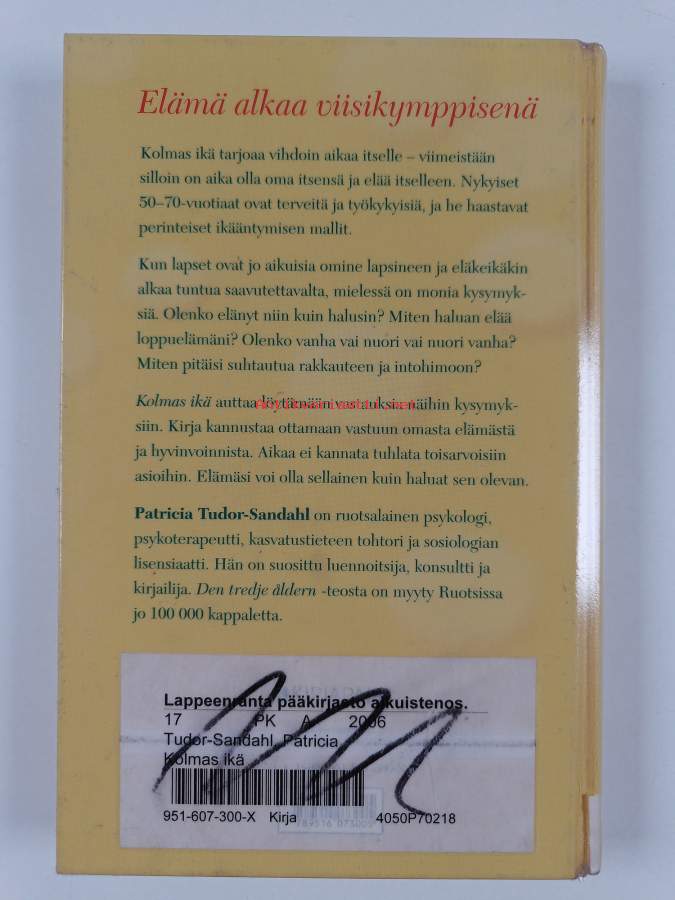 Elämä alkaa viisikymppisenä
Kolmas ikä tarjoaa vihdoin aikaa itselle – viimeistään
silloin on aika olla oma itsensä ja elää itselleen. Nykyiset
50–70-vuotiaat ovat terveitä ja työkykyisiä, ja he haastavat
perinteiset ikääntymisen mallit.
Kun lapset ovat jo aikuisia omine lapsineen ja eläkeikäkin
alkaa tuntua saavutettavalta, mielessä on monia kysymyk-
siä. Olenko elänyt niin kuin halusin? Miten haluan elää
loppuelämäni? Olenko vanha vai nuori vai nuori vanha?
Miten pitäisi suhtautua rakkauteen ja intohimoon?
Kolmas ikä auttaa löytämään vastauksia näihin kysymyk-
siin. Kirja kannustaa ottamaan vastuun omasta elämästä
ja hyvinvoinnista. Aikaa ei kannata tuhlata toisarvoisiin
asioihin. Elämäsi voi olla sellainen kuin haluat sen olevan.
Patricia Tudor-Sandahl on ruotsalainen psykologi,
psykoterapeutti, kasvatustieteen tohtori ja sosiologian
lisensiaatti. Hän on suosittu luennoitsija, konsultti ja
kirjailija. Den tredje åldern -teosta on myyty Ruotsissa
jo 100 000 kappaletta.
Lappeenranta pääkirjasto aikuistenos.
17 PK A 2006
Tudor-Sandahl, Patricia
Kolmas ikä
951-607-300-X Kirja 4050P70218